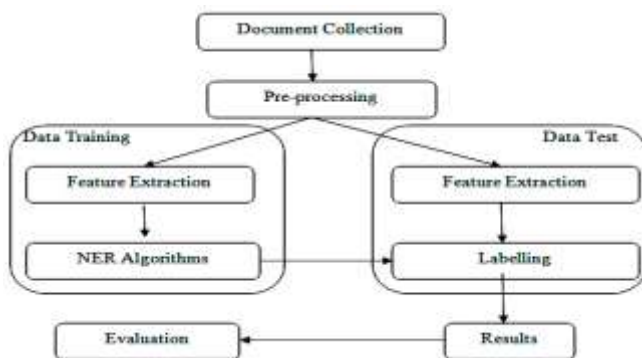 Document Collection
Pre-processing
Data Training
Data Test
Feature Extraction
Feature Extraction
NER Algorithms
Labelling
Evaluation
Results